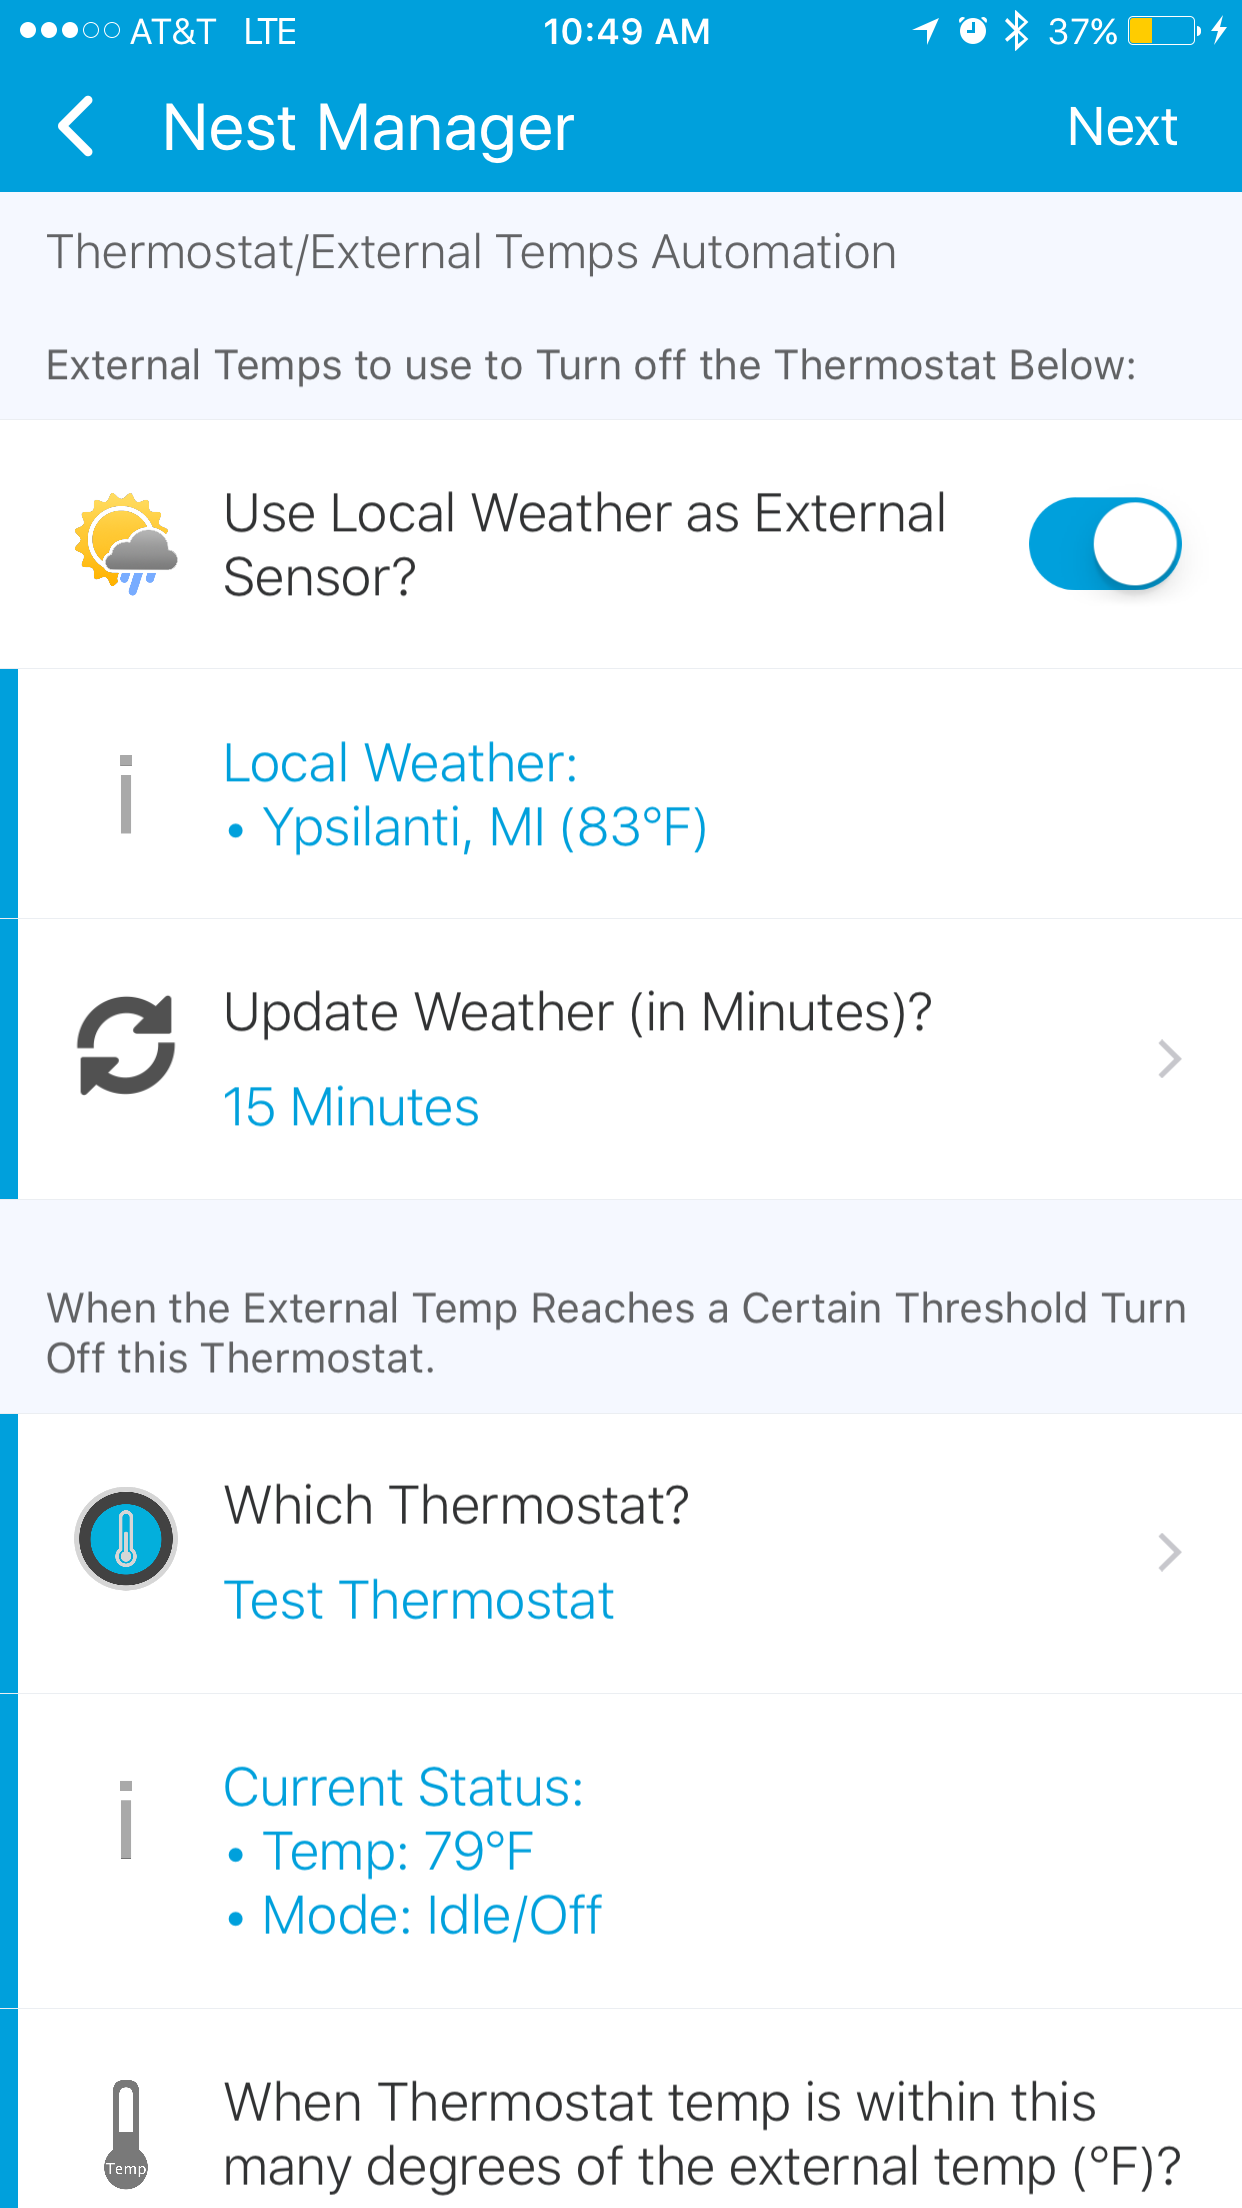 AT&T LTE 10:49 AM 37%
Nest Manager Next
Thermostat/External Temps Automation
External Temps to use to Turn off the Thermostat Below:
Use Local Weather as External
Sensor?
Local Weather:
• Ypsilanti, MI (83°F)
Update Weather (in Minutes)?
15 Minutes
When the External Temp Reaches a Certain Threshold Turn
Off this Thermostat.
Which Thermostat?
Test Thermostat
Current Status:
• Temp: 79°F
• Mode: Idle/Off
When Thermostat temp is within this
many degrees of the external temp (°F)?
Temp